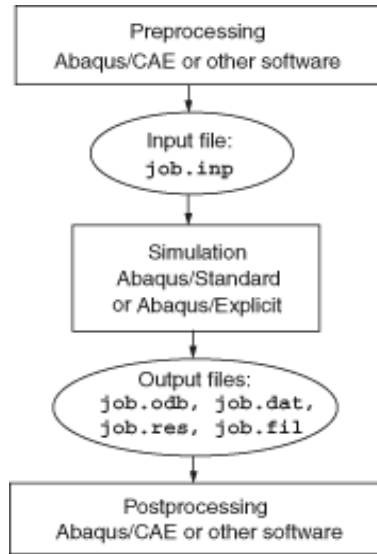 Preprocessing
Abaqus/CAE or other software
Input file:
job.inp
Simulation
Abaqus/Standard
or Abaqus/Explicit
Output files:
job.odb, job.dat,
job.res, job.fil
Postprocessing
Abaqus/CAE or other software